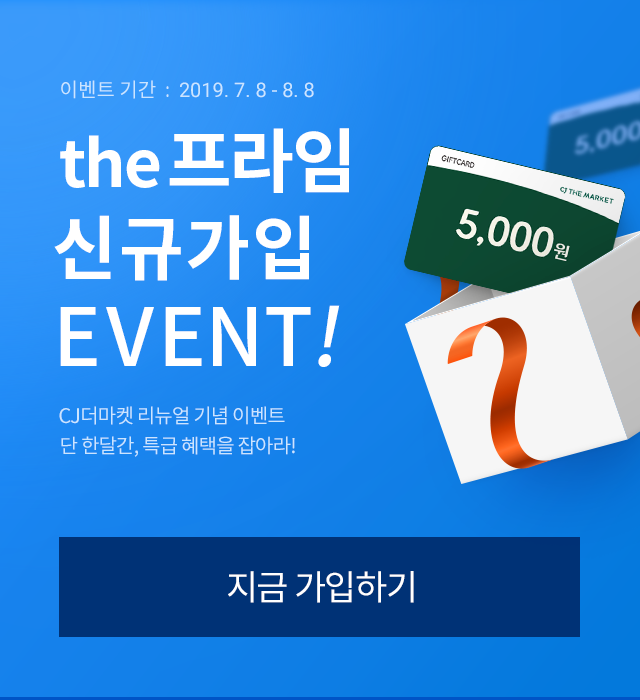 이벤트 기간 : 2019. 7. 8 - 8. 8
the 프라임
신규가입
EVENT!
CJ더마켓 리뉴얼 기념 이벤트
단 한달간, 특급 혜택을 잡아라!
GIFTCARD
CJ THE MARKET
5,000원
5,000
지금 가입하기